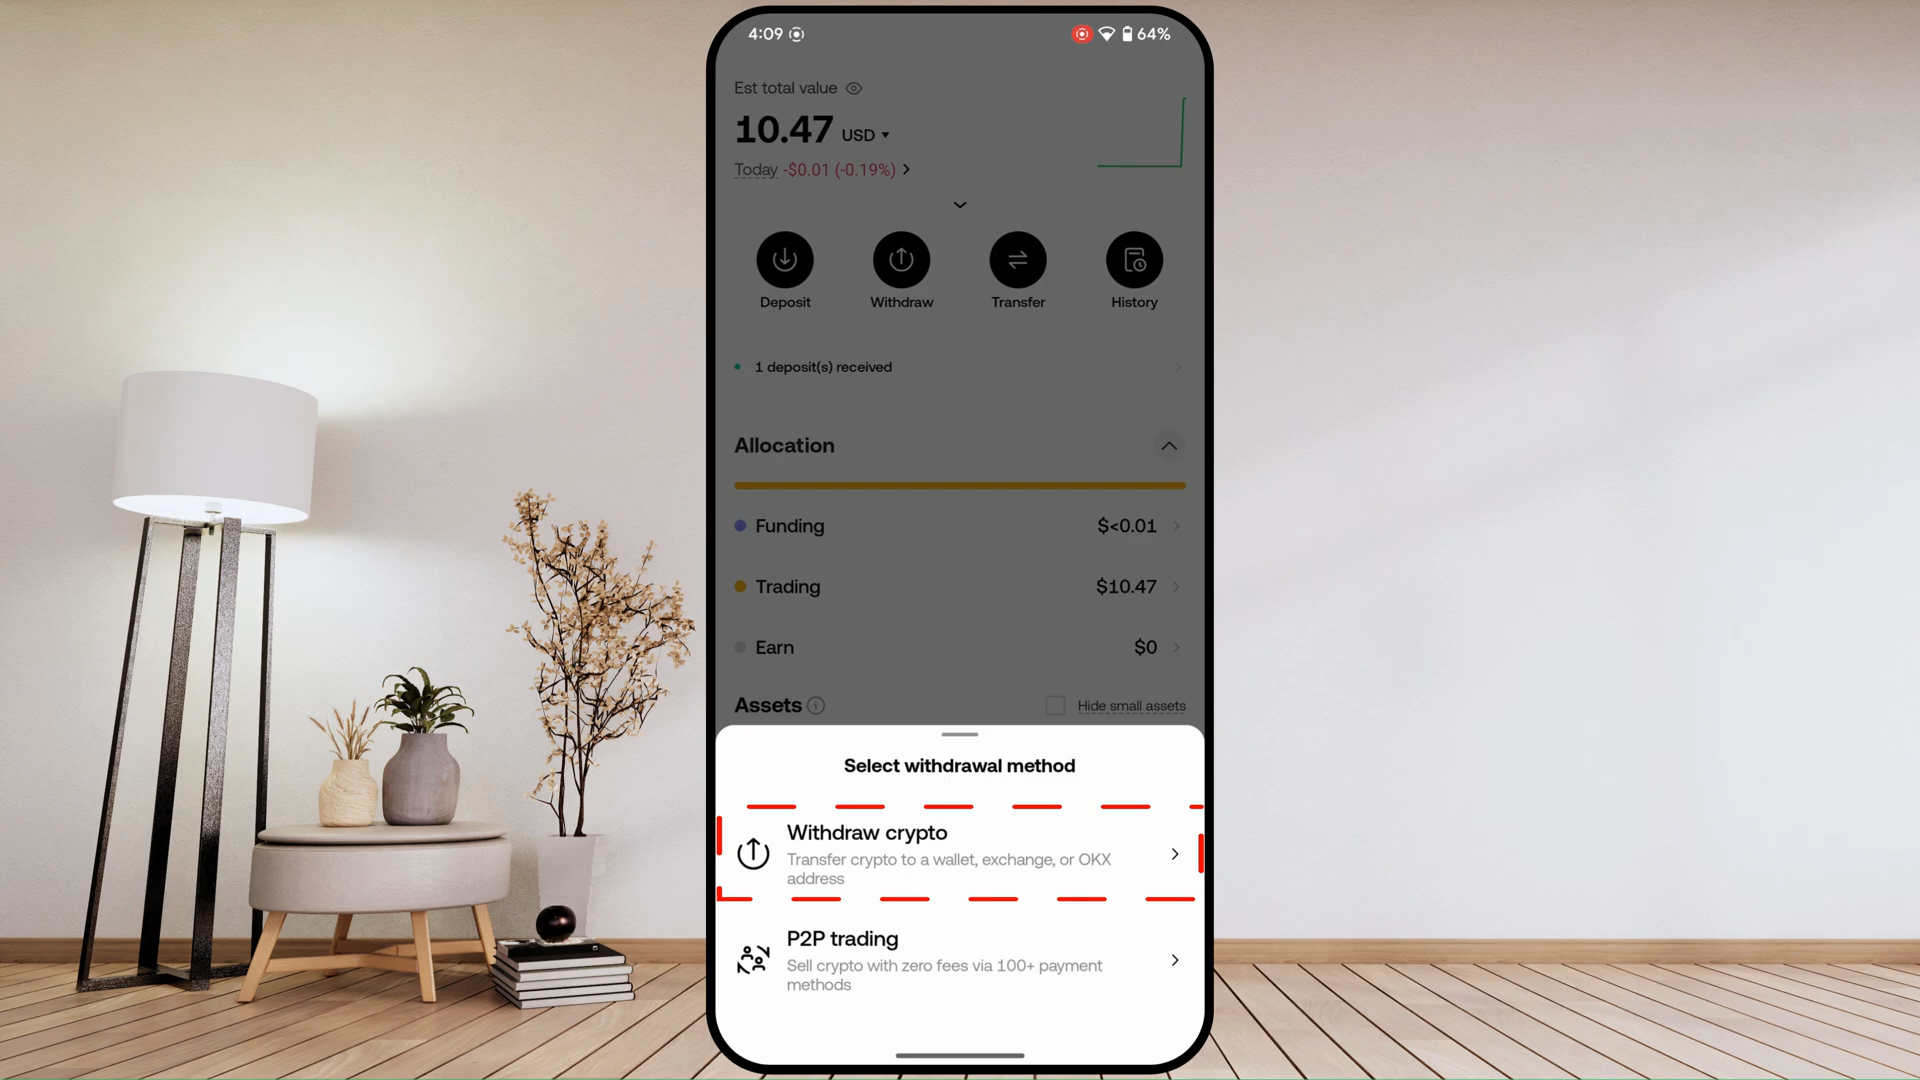 4:09
64%
Est total value
10.47 USD
Today -$0.01 (-0.19%)
Deposit
Withdraw
Transfer
History
1 deposit(s) received
Allocation
Funding
$<0.01
Trading
$10.47
Earn
$0
Assets
Hide small assets
Select withdrawal method
Withdraw crypto
Transfer crypto to a wallet, exchange, or OKX
address
P2P trading
Sell crypto with zero fees via 100+ payment
methods